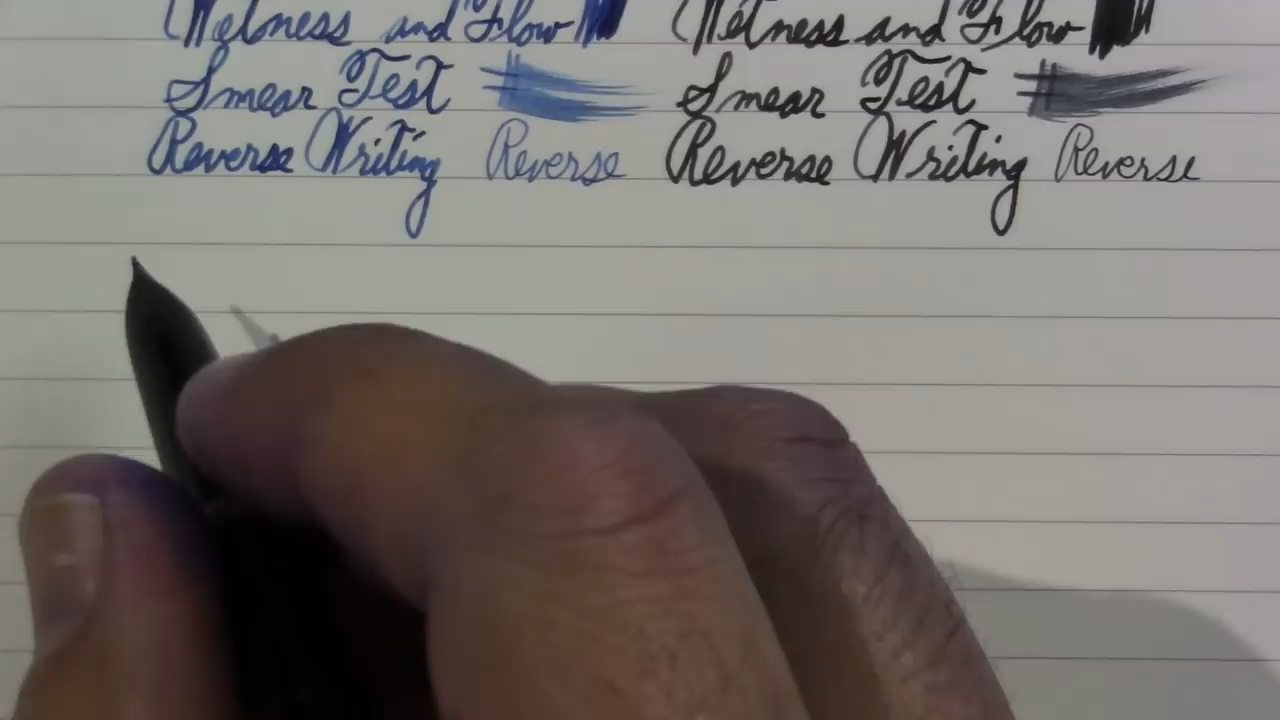 Wetness and Flow Wetness and Flow
Smear Test Smear Test
Reverse Writing Reverse Reverse Writing Reverse